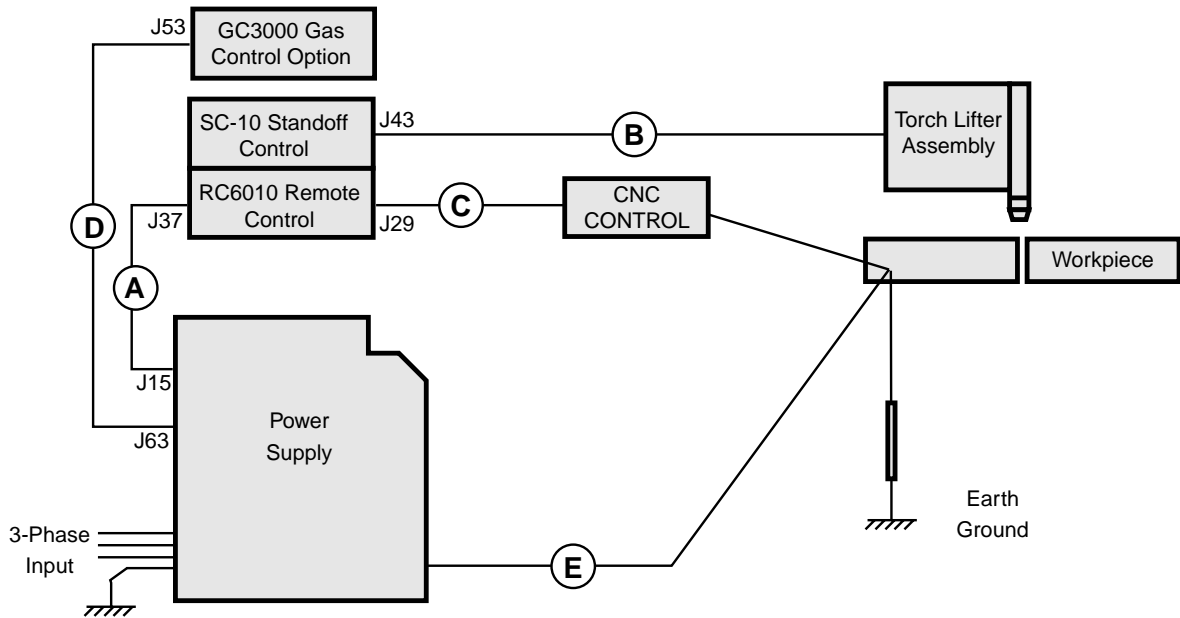 J53
GC3000 Gas
Control Option
SC-10 Standoff
Control
J43
B
Torch Lifter
Assembly
RC6010 Remote
Control
J37
J29
C
CNC
CONTROL
D
Workpiece
A
J15
J63
Power
Supply
3-Phase
Input
E
Earth
Ground